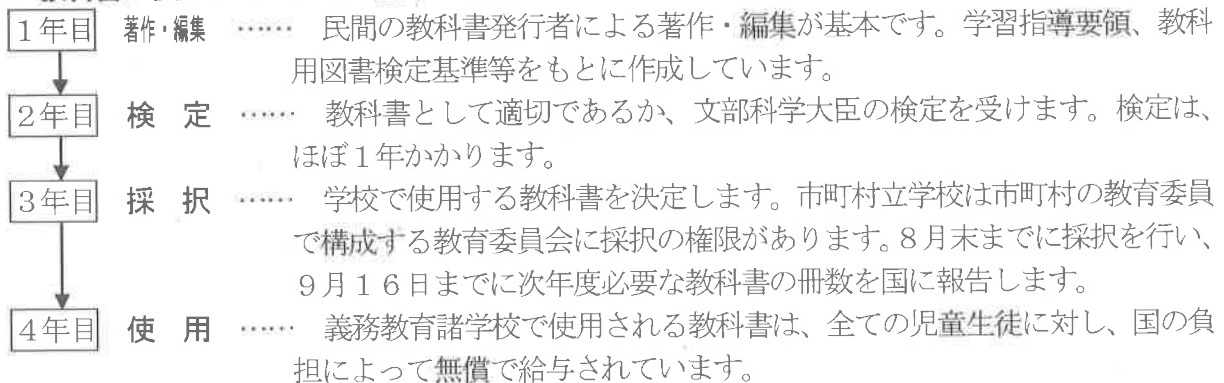 1年目 著作・編集 …… 民間の教科書発行者による著作・編集が基本です。学習指導要領、教科
用図書検定基準等をもとに作成しています。
2年目 検 定 …… 教科書として適切であるか、文部科学大臣の検定を受けます。検定は、
ほぼ1年かかります。
3年目 採 択 …… 学校で使用する教科書を決定します。市町村立学校は市町村の教育委員
で構成する教育委員会に採択の権限があります。8月末までに採択を行い、
9月16日までに次年度必要な教科書の冊数を国に報告します。
4年目 使 用 …… 義務教育諸学校で使用される教科書は、全ての児童生徒に対し、国の負
担によって無償で給与されています。